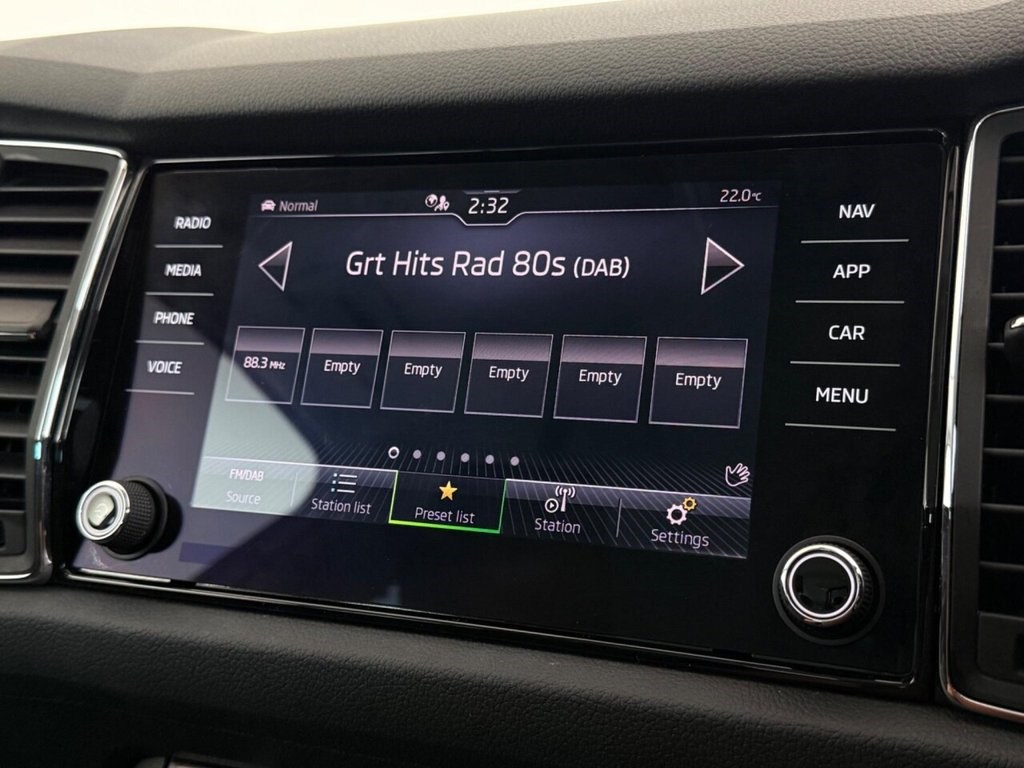 RADIO
MEDIA
PHONE
VOICE
Normal
2:32
22.0°C
Grt Hits Rad 80s (DAB)
88.3 MHz
Empty
Empty
Empty
Empty
Empty
FM/DAB
Source
Station list
Preset list
Station
Settings
NAV
APP
CAR
MENU